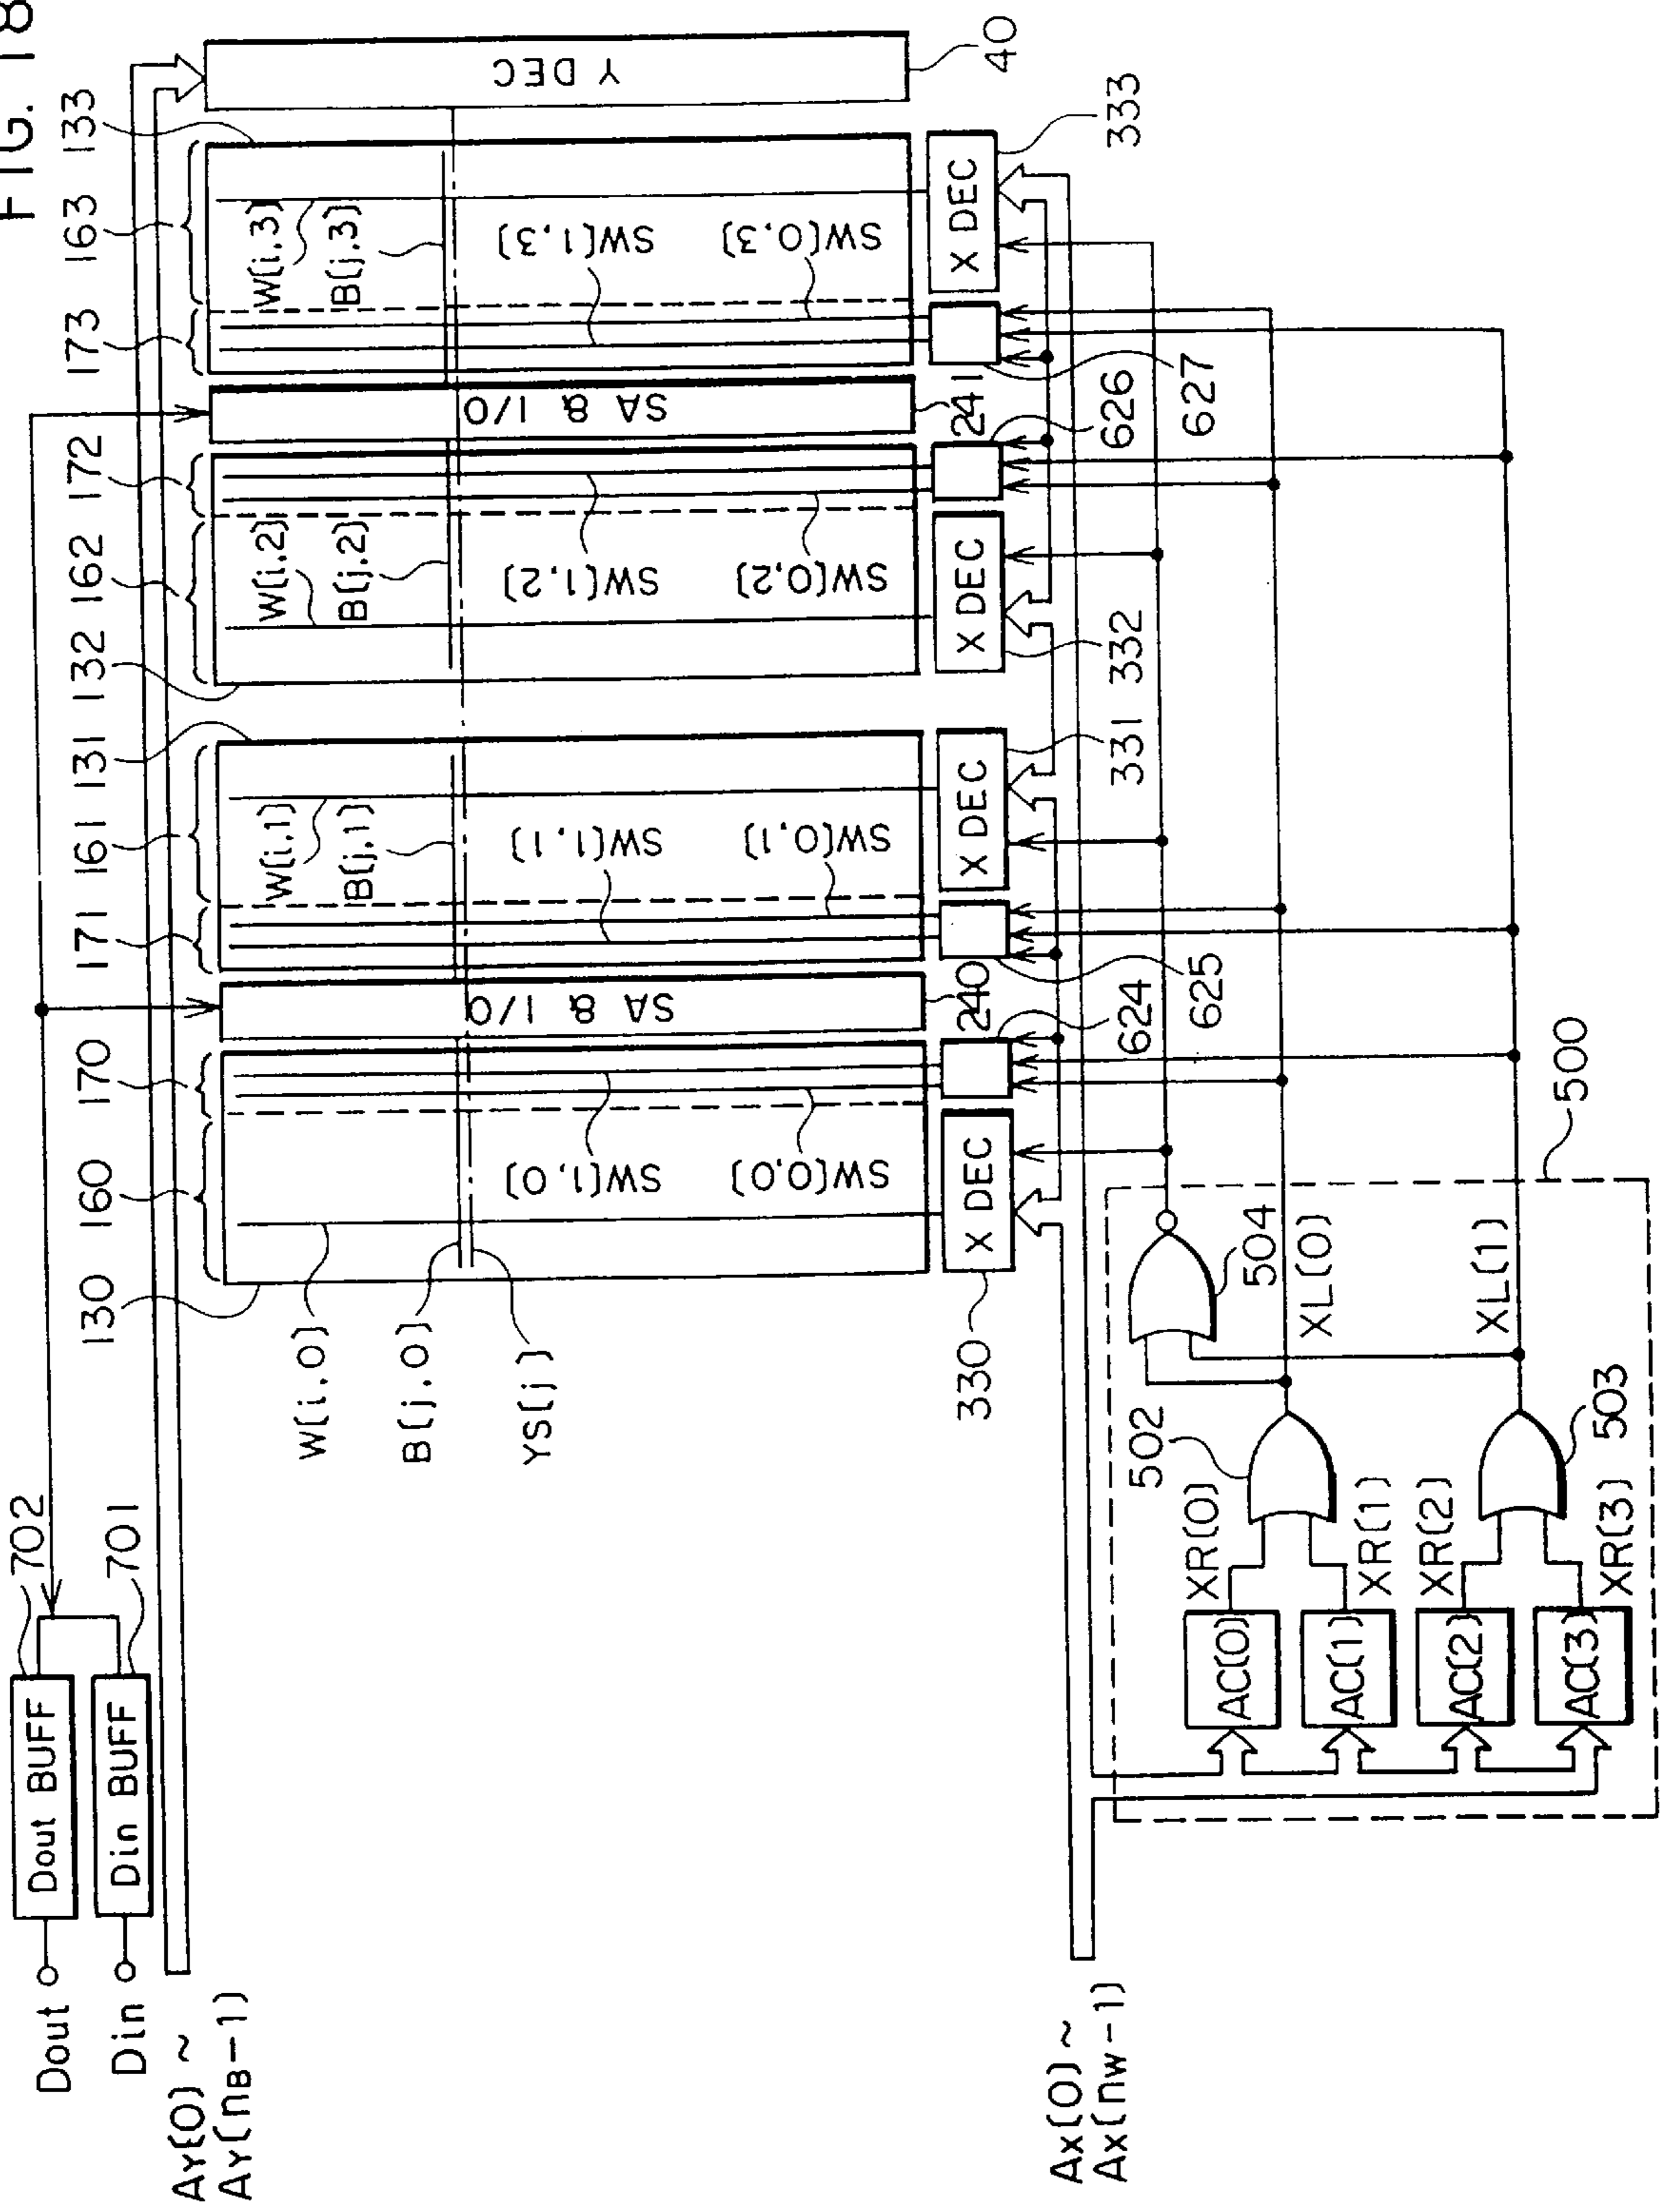 FIG. 18
Dout
Dout BUFF
702
Din
Din BUFF
701
AY(0) ~
AY(nB-1)
130
160
170
171
161
131
132
162
172
173
163
133
W(i,0)
B(j,0)
YS(j)
SW(1,0)
SW(0,0)
SA & I/O
240
W(i,1)
B(j,1)
SW(1,1)
SW(0,1)
W(i,2)
B(j,2)
SW(1,2)
SW(0,2)
SA & I/O
241
W(i,3)
B(j,3)
SW(1,3)
SW(0,3)
Y DEC
40
330
X DEC
624
625
X DEC
331
X DEC
332
626
627
X DEC
333
AX(0) ~
AX(nW-1)
500
AC(0)
XR(0)
AC(1)
XR(1)
AC(2)
XR(2)
AC(3)
XR(3)
502
503
504
XL(0)
XL(1)